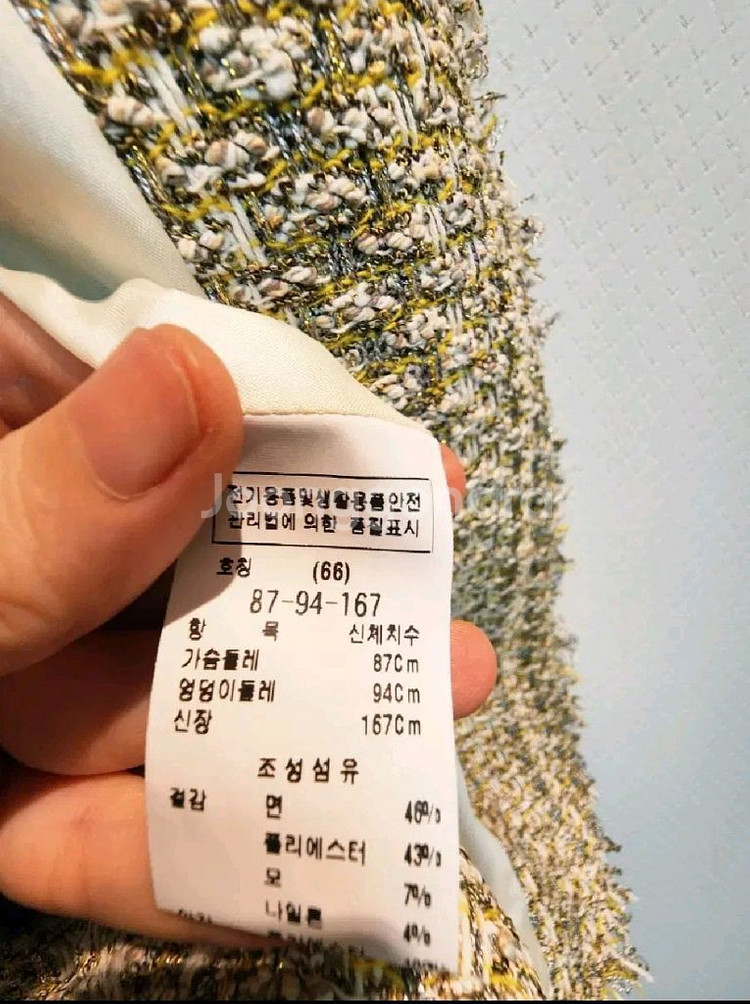 전기용품및생활용품안전
관리법에 의한 품질표시
호칭 (66)
87-94-167
항 목 신체치수
가슴둘레 87Cm
엉덩이둘레 94Cm
신장 167Cm
조성섬유
겉감 면 46%
폴리에스터 43%
모 7%
나일론 4%